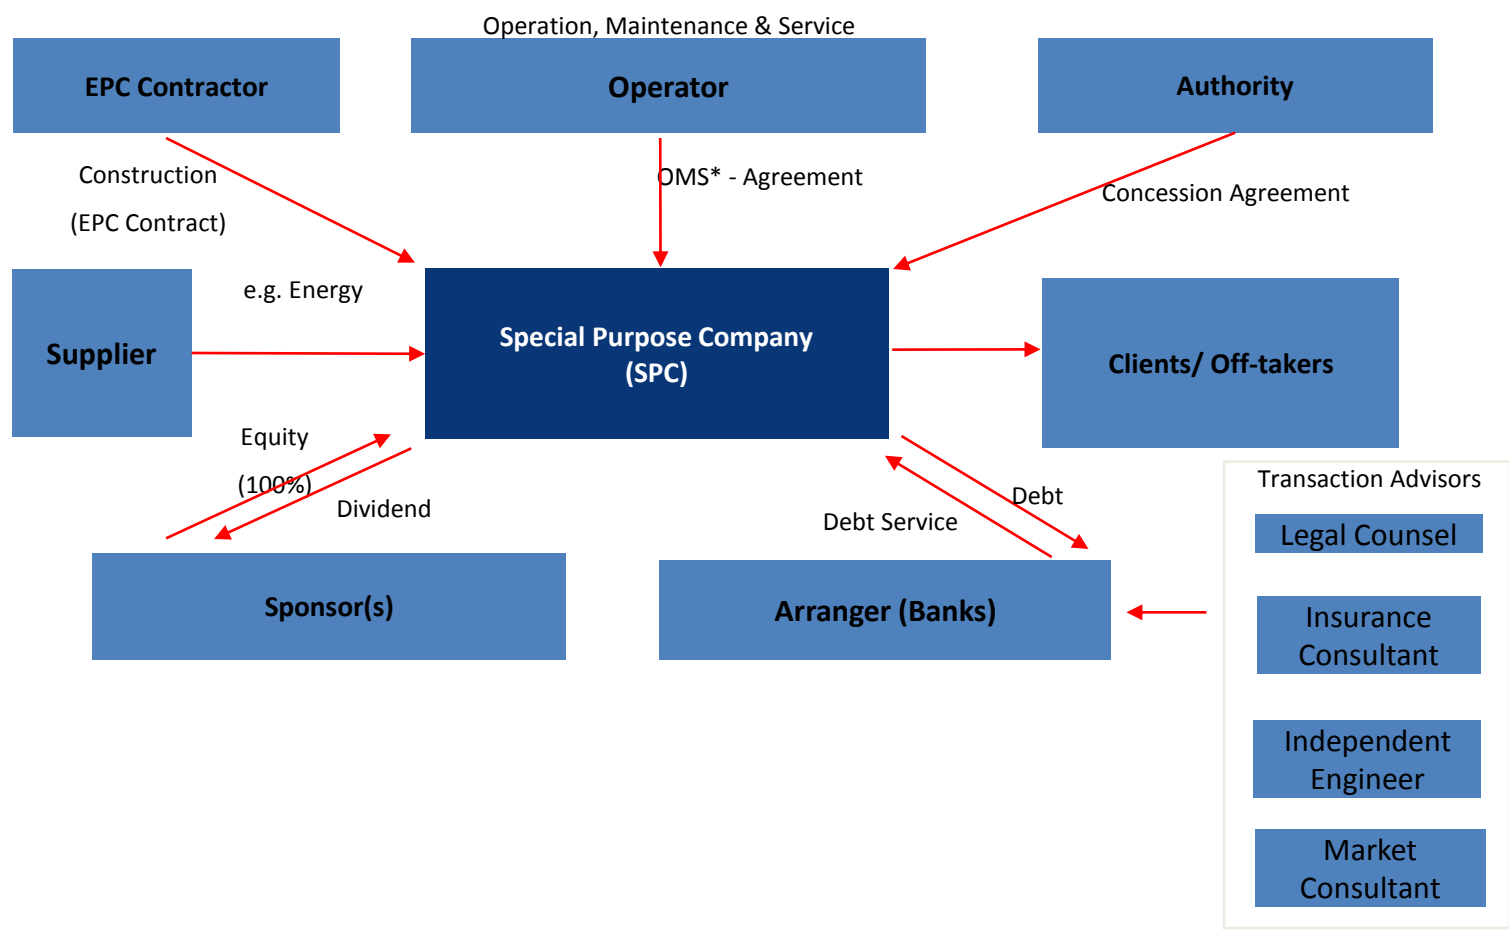 Operation, Maintenance & Service
EPC Contractor
Operator
Authority
Construction
(EPC Contract)
OMS* - Agreement
Concession Agreement
e.g. Energy
Supplier
Special Purpose Company
(SPC)
Clients/ Off-takers
Equity
(100%)
Dividend
Debt
Debt Service
Sponsor(s)
Arranger (Banks)
Transaction Advisors
Legal Counsel
Insurance
Consultant
Independent
Engineer
Market
Consultant